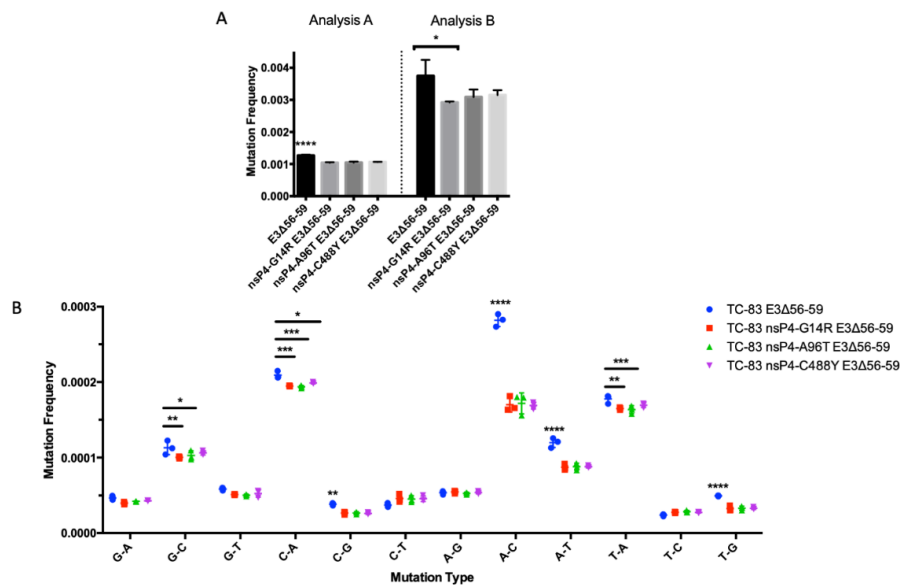 A
Analysis A
Analysis B
Mutation Frequency
0.004
0.003
0.002
0.001
0.000
****
*
E3Δ56-59
nsP4-G14R E3Δ56-59
nsP4-A96T E3Δ56-59
nsP4-C488Y E3Δ56-59
E3Δ56-59
nsP4-G14R E3Δ56-59
nsP4-A96T E3Δ56-59
nsP4-C488Y E3Δ56-59
B
Mutation Frequency
0.0003
0.0002
0.0001
0.0000
*
**
*
***
***
**
****
****
***
**
****
TC-83 E3Δ56-59
TC-83 nsP4-G14R E3Δ56-59
TC-83 nsP4-A96T E3Δ56-59
TC-83 nsP4-C488Y E3Δ56-59
G-A
G-C
G-T
C-A
C-G
C-T
A-G
A-C
A-T
T-A
T-C
T-G
Mutation Type